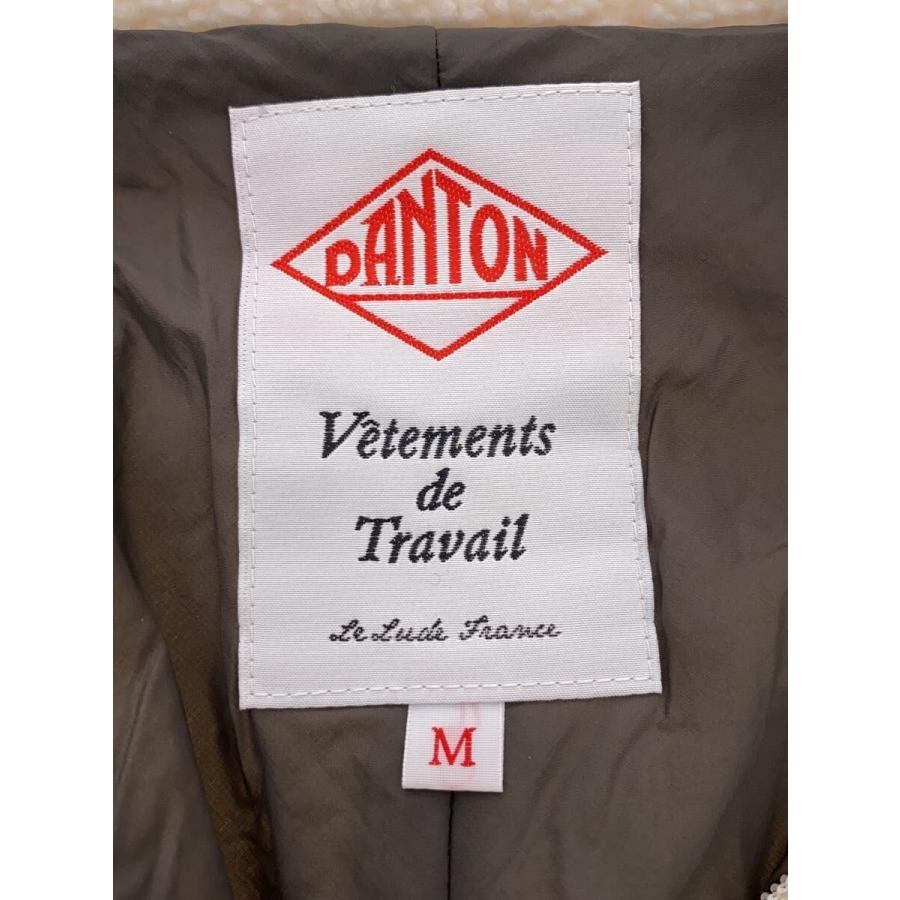 DANTON
Vêtements
de
Travail
Le Lude France
M